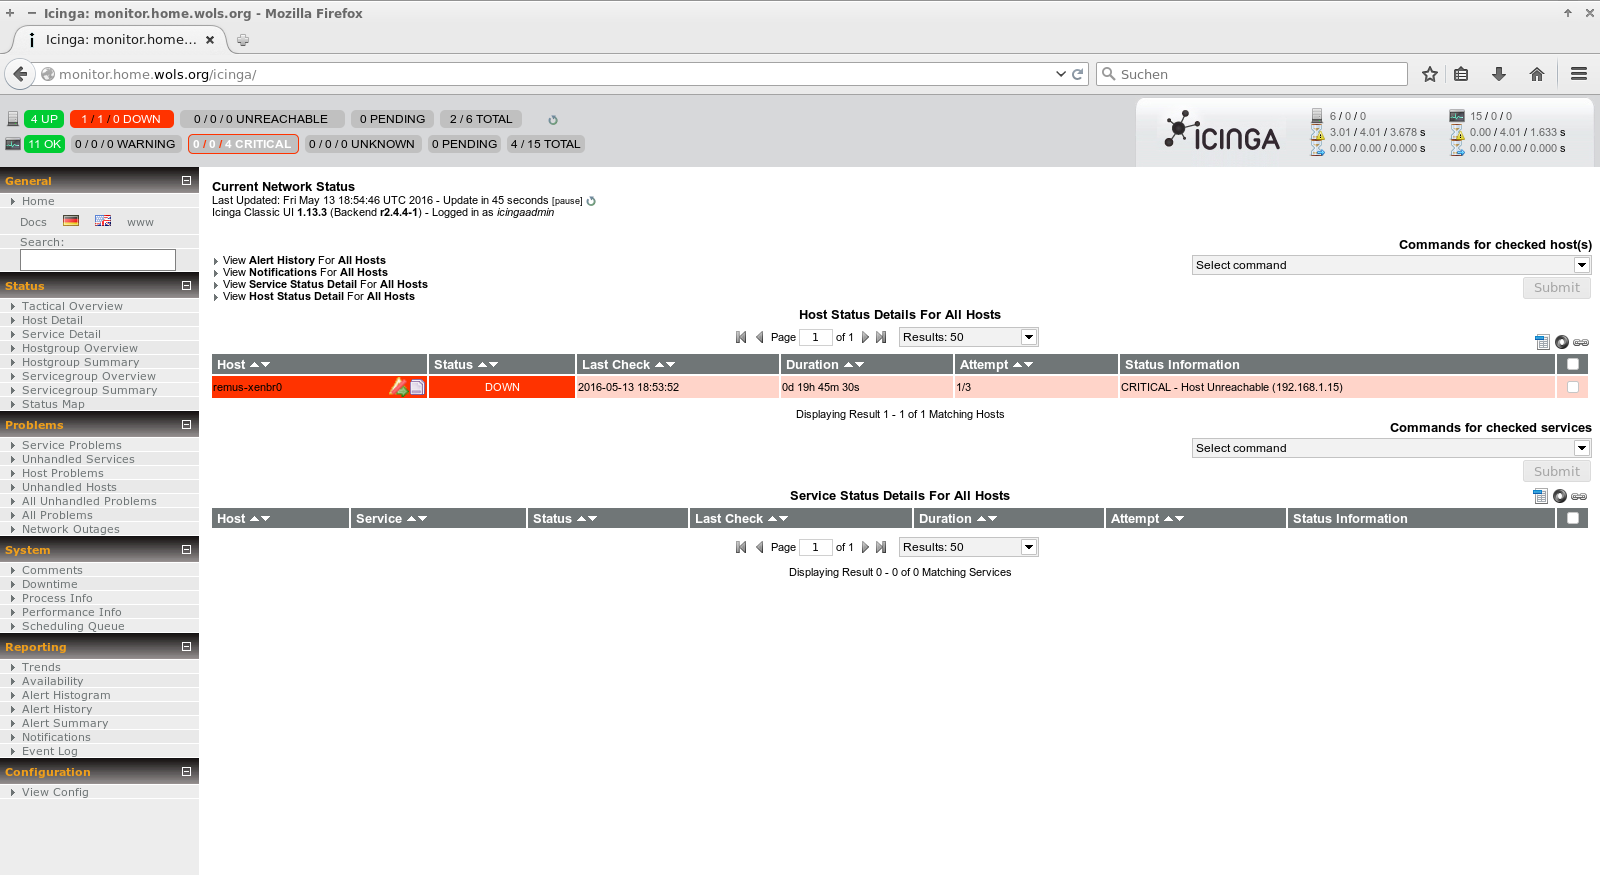 Icinga: monitor.home.wols.org - Mozilla Firefox
Icinga: monitor.home...
monitor.home.wols.org/icinga/
Suchen
4 UP 1 / 1 / 0 DOWN 0 / 0 / 0 UNREACHABLE 0 PENDING 2 / 6 TOTAL
11 OK 0 / 0 / 0 WARNING 0 / 0 / 4 CRITICAL 0 / 0 / 0 UNKNOWN 0 PENDING 4 / 15 TOTAL
ICINGA
6 / 0 / 0
3.01 / 4.01 / 3.678 s
0.00 / 0.00 / 0.000 s
15 / 0 / 0
0.00 / 4.01 / 1.633 s
0.00 / 0.00 / 0.000 s
General
Home
Docs www
Search:
Status
Tactical Overview
Host Detail
Service Detail
Hostgroup Overview
Hostgroup Summary
Servicegroup Overview
Servicegroup Summary
Status Map
Problems
Service Problems
Unhandled Services
Host Problems
Unhandled Hosts
All Unhandled Problems
All Problems
Network Outages
System
Comments
Downtime
Process Info
Performance Info
Scheduling Queue
Reporting
Trends
Availability
Alert Histogram
Alert History
Alert Summary
Notifications
Event Log
Configuration
View Config
Current Network Status
Last Updated: Fri May 13 18:54:46 UTC 2016 - Update in 45 seconds [pause]
Icinga Classic UI 1.13.3 (Backend r2.4.4-1) - Logged in as icingaadmin
View Alert History For All Hosts
View Notifications For All Hosts
View Service Status Detail For All Hosts
View Host Status Detail For All Hosts
Commands for checked host(s)
Select command
Submit
Host Status Details For All Hosts
Page 1 of 1 Results: 50
Host Status Last Check Duration Attempt Status Information
remus-xenbr0 DOWN 2016-05-13 18:53:52 0d 19h 45m 30s 1/3 CRITICAL - Host Unreachable (192.168.1.15)
Displaying Result 1 - 1 of 1 Matching Hosts
Commands for checked services
Select command
Submit
Service Status Details For All Hosts
Host Service Status Last Check Duration Attempt Status Information
Page 1 of 1 Results: 50
Displaying Result 0 - 0 of 0 Matching Services